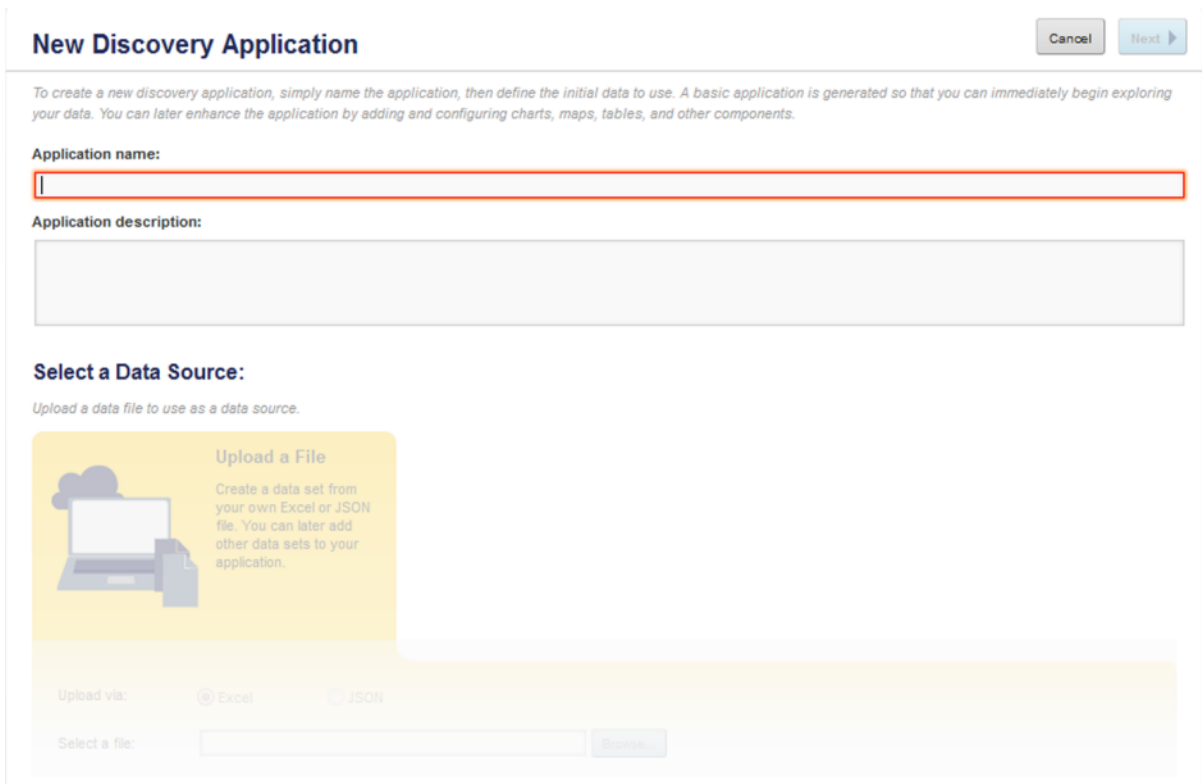 New Discovery Application
Cancel
Next
To create a new discovery application, simply name the application, then define the initial data to use. A basic application is generated so that you can immediately begin exploring
your data. You can later enhance the application by adding and configuring charts, maps, tables, and other components.
Application name:
Application description:
Select a Data Source:
Upload a data file to use as a data source.
Upload a File
Create a data set from
your own Excel or JSON
file. You can later add
other data sets to your
application.
Upload via:
Excel
JSON
Select a file:
Browse...